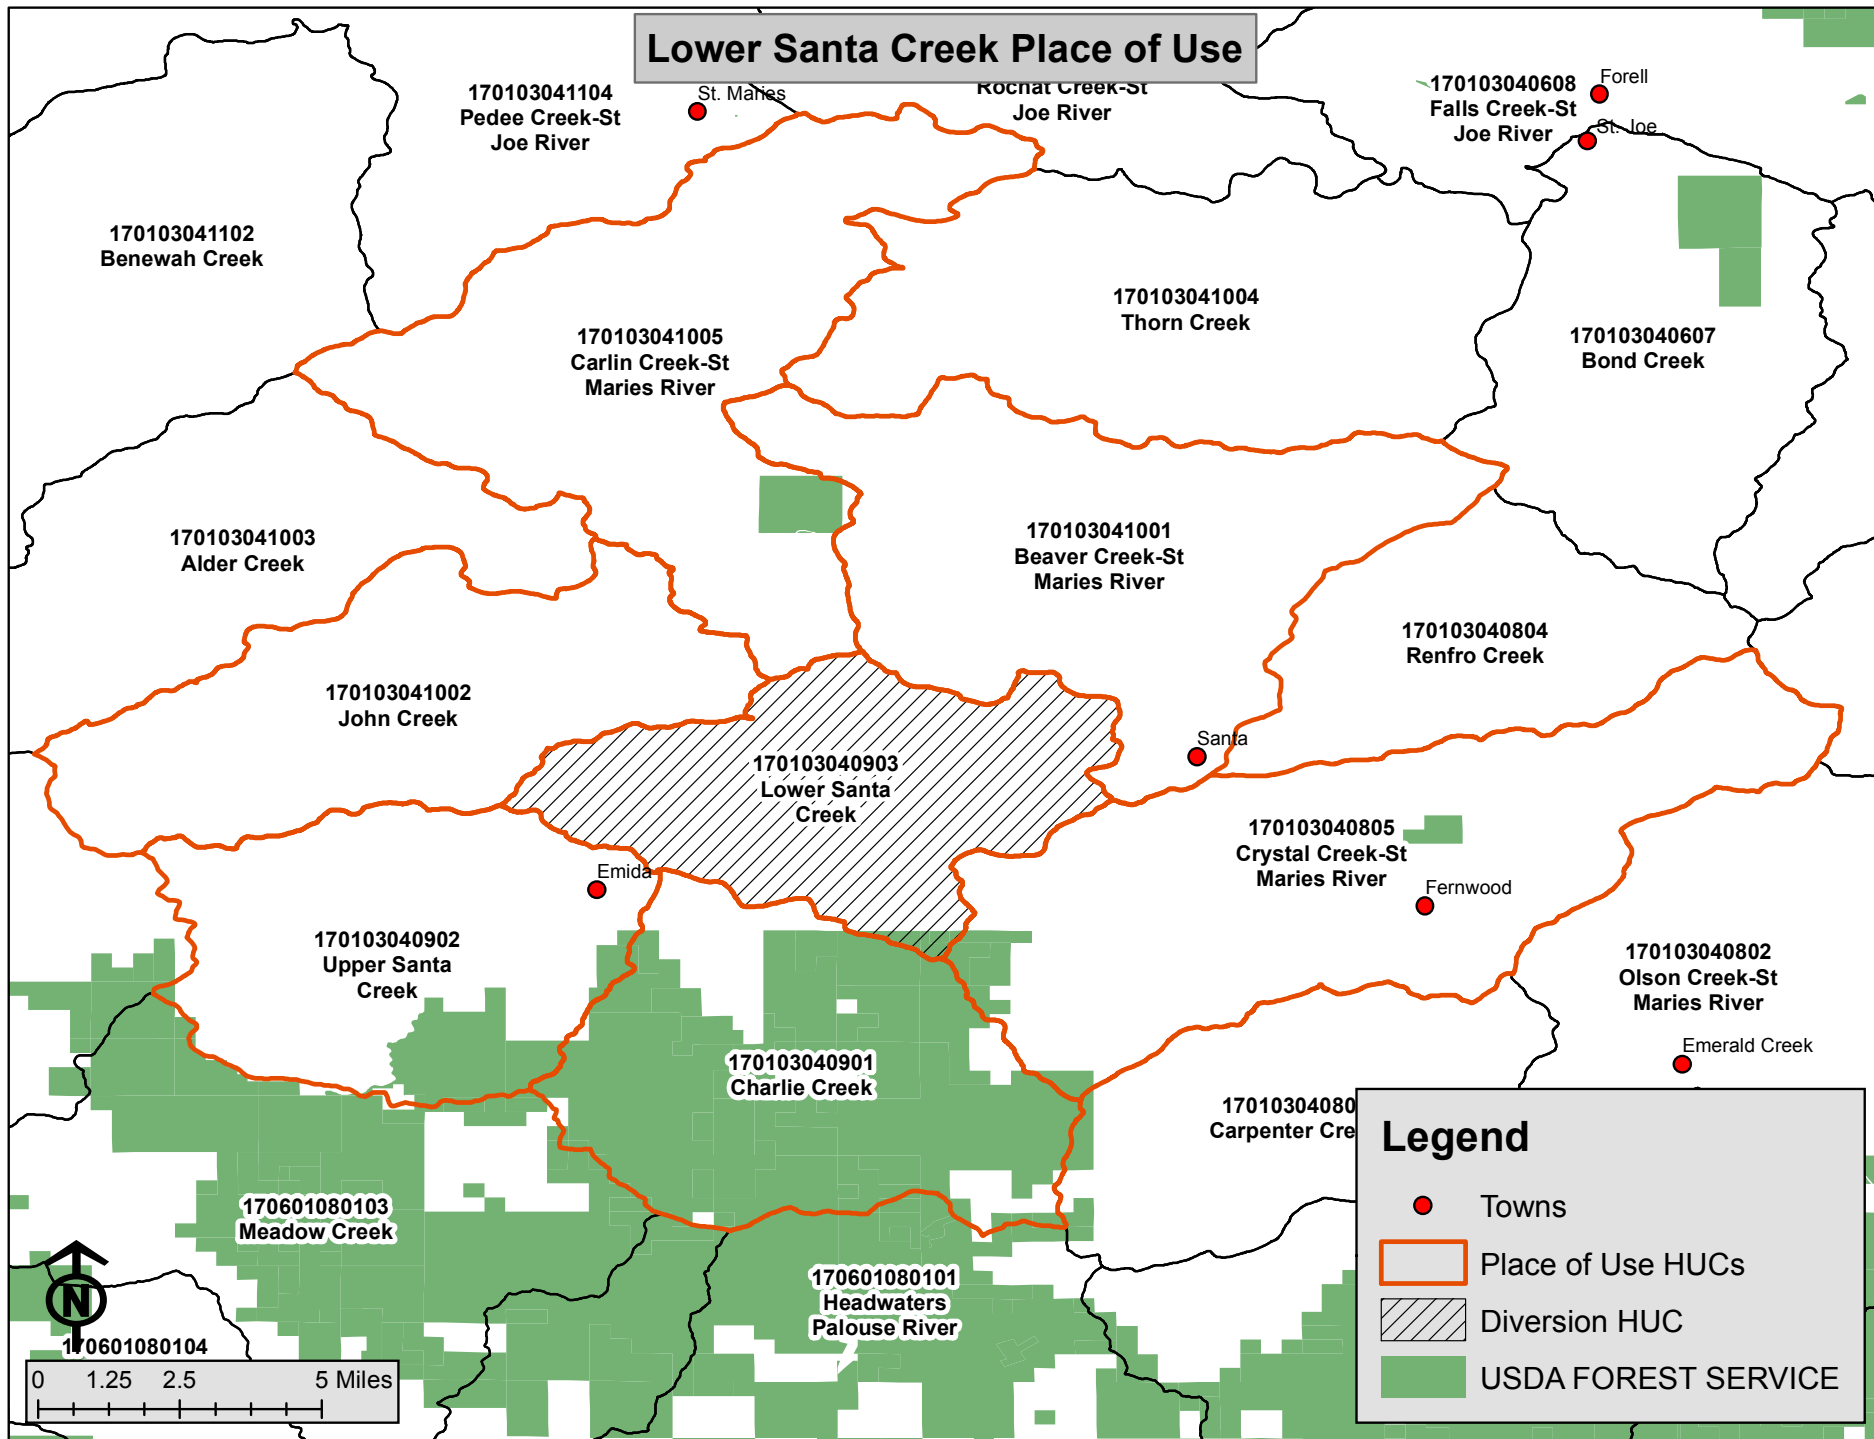 Lower Santa Creek Place of Use
170103041104
Pedee Creek-St
Joe River
St. Maries
Rochat Creek-St
Joe River
170103040608
Falls Creek-St
Joe River
Forell
St. Joe
170103041102
Benewah Creek
170103041004
Thorn Creek
170103041005
Carlin Creek-St
Maries River
170103040607
Bond Creek
170103041003
Alder Creek
170103041001
Beaver Creek-St
Maries River
170103040804
Renfro Creek
170103041002
John Creek
Santa
170103040903
Lower Santa
Creek
170103040805
Crystal Creek-St
Maries River
Emida
Fernwood
170103040902
Upper Santa
Creek
170103040802
Olson Creek-St
Maries River
Emerald Creek
170103040901
Charlie Creek
17010304080
Carpenter Cre
170601080103
Meadow Creek
170601080101
Headwaters
Palouse River
170601080104
N
0 1.25 2.5 5 Miles
Legend
Towns
Place of Use HUCs
Diversion HUC
USDA FOREST SERVICE